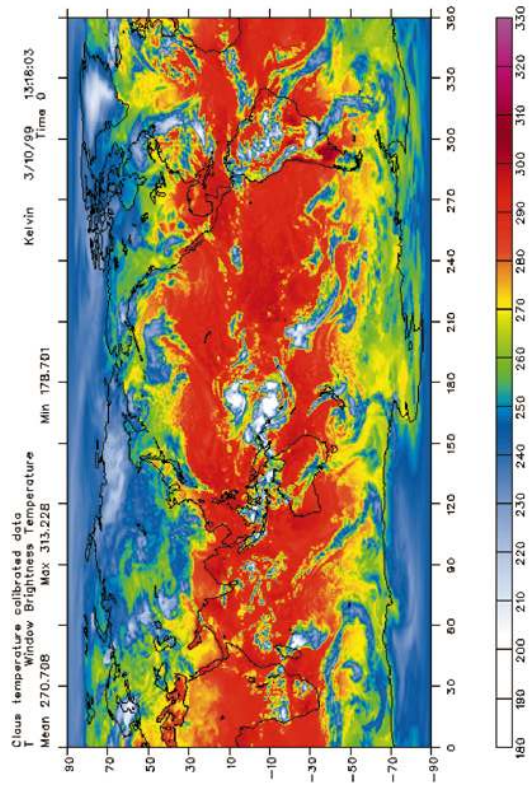 Claus temperature calibrated data
T Window Brightness Temperature Kelvin 3/10/99 13:18:03
Time 0
Mean 270.708 Max 313.228 Min 178.701
90
70
50
30
10
-10
-30
-50
-70
-90
0 30 60 90 120 150 180 210 240 270 300 330 360
180 190 200 210 220 230 240 250 260 270 280 290 300 310 320 330